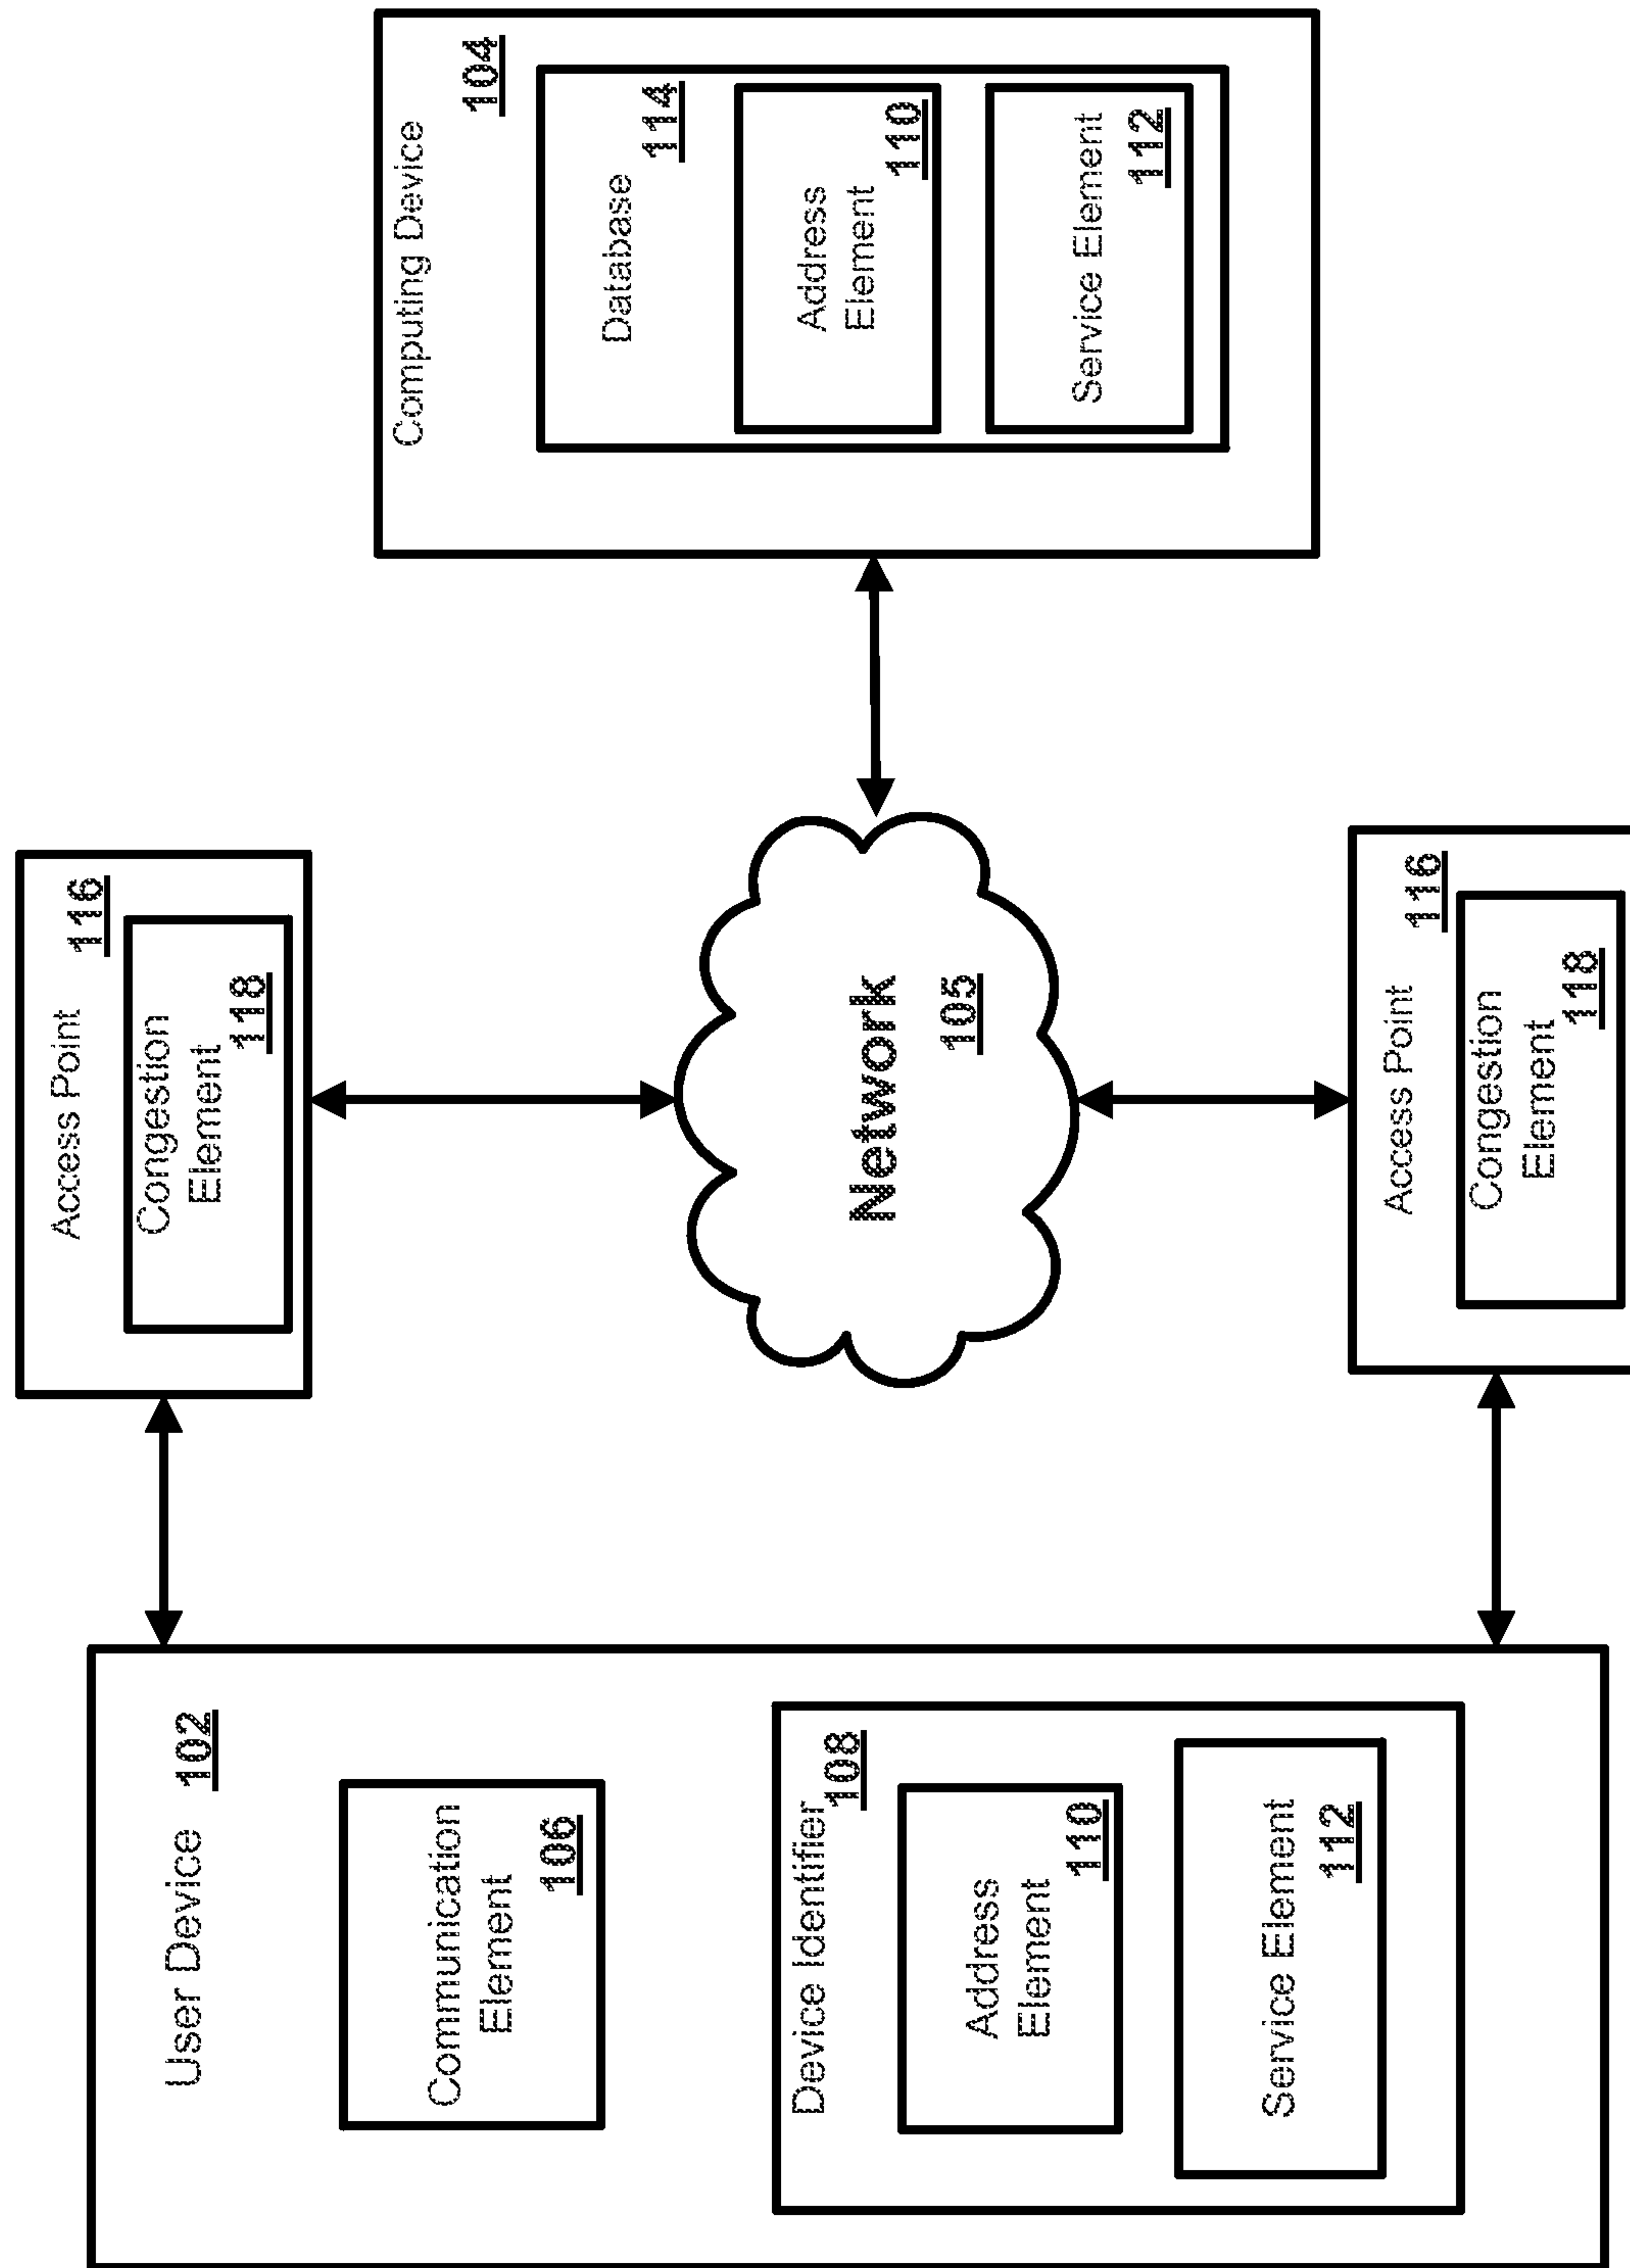 User Device 102
Communication
Element
106
Device Identifier
108
Address
Element
110
Service Element
112
Access Point
116
Congestion
Element
118
Network
105
Access Point
116
Congestion
Element
118
Computing Device
104
Database
114
Address
Element
110
Service Element
112